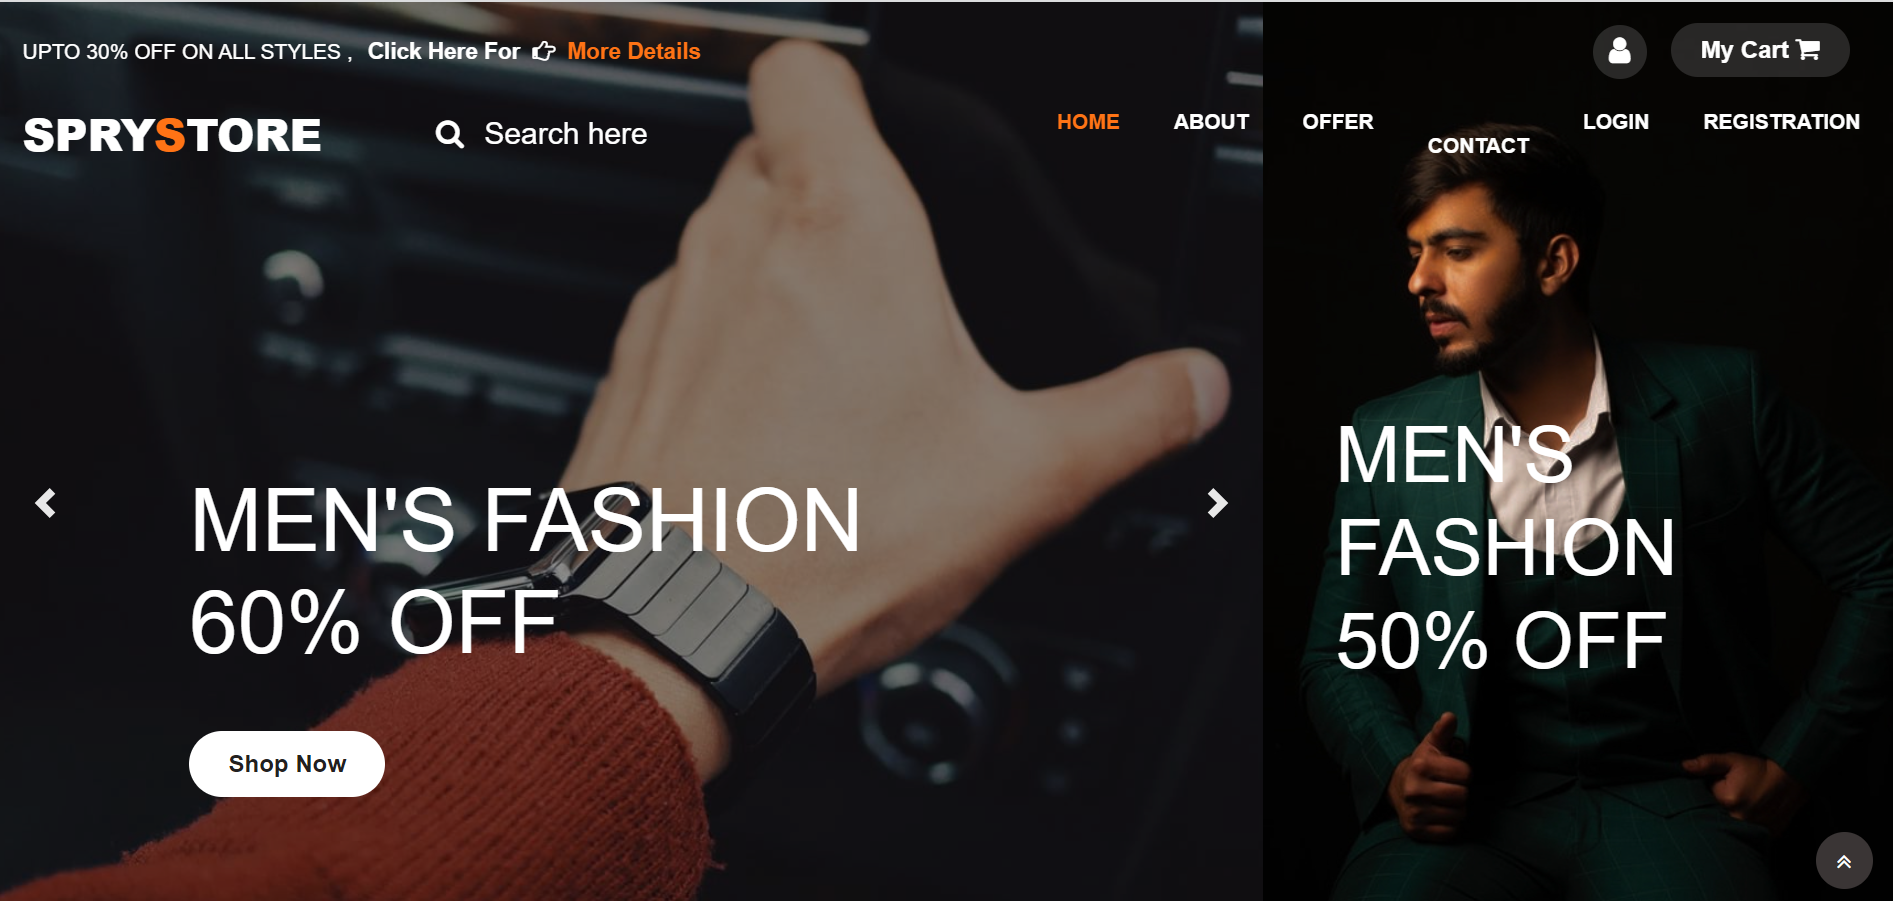 UPTO 30% OFF ON ALL STYLES , Click Here For More Details
My Cart
SPRYSTORE
Search here
HOME ABOUT OFFER CONTACT LOGIN REGISTRATION
MEN'S FASHION
60% OFF
Shop Now
MEN'S
FASHION
50% OFF